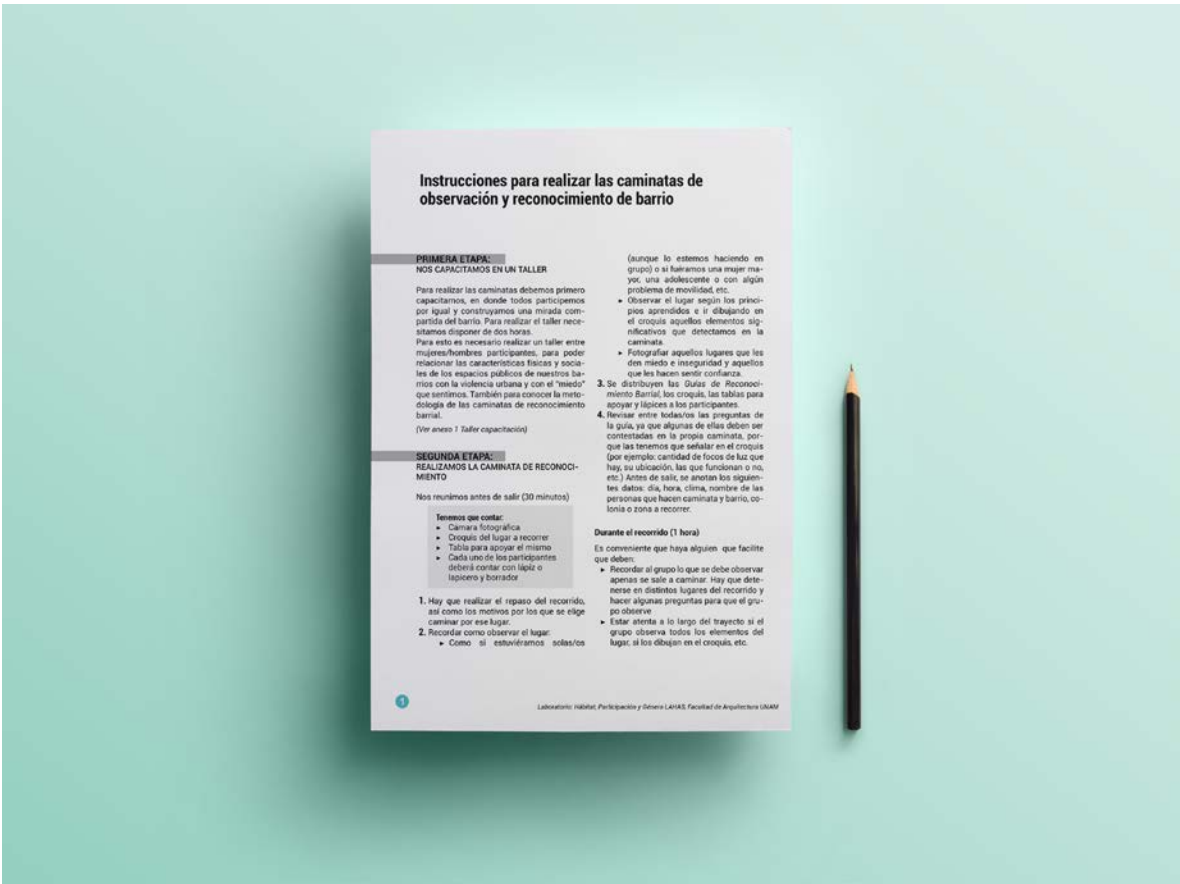 Instrucciones para realizar las caminatas de
observación y reconocimiento de barrio
PRIMERA ETAPA:
NOS CAPACITAMOS EN UN TALLER
Para realizar las caminatas debemos primero
capacitarnos, en donde todos participemos
por igual y construyamos una mirada com-
partida del barrio. Para realizar el taller nece-
sitamos disponer de dos horas.
Para esto es necesario realizar un taller entre
mujeres/hombres participantes, para poder
relacionar las características físicas y socia-
les de los espacios públicos de nuestros ba-
rrios con la violencia urbana y con el "miedo"
que sentimos. También para conocer la meto-
dología de las caminatas de reconocimiento
barrial.
(Ver anexo 1 Taller capacitación)
SEGUNDA ETAPA:
REALIZAMOS LA CAMINATA DE RECONOCI-
MIENTO
Nos reunimos antes de salir (30 minutos)
Tenemos que contar:
▸ Cámara fotográfica
▸ Croquis del lugar a recorrer
▸ Tabla para apoyar el mismo
▸ Cada uno de los participantes
deberá contar con lápiz o
lapicero y borrador
1. Hay que realizar el repaso del recorrido,
así como los motivos por los que se elige
caminar por ese lugar.
2. Recordar como observar el lugar:
▸ Como si estuviéramos solas/os
(aunque lo estemos haciendo en
grupo) o si fuéramos una mujer ma-
yor, una adolescente o con algún
problema de movilidad, etc.
▸ Observar el lugar según los princi-
pios aprendidos e ir dibujando en
el croquis aquellos elementos sig-
nificativos que detectamos en la
caminata.
▸ Fotografiar aquellos lugares que les
den miedo e inseguridad y aquellos
que les hacen sentir confianza.
3. Se distribuyen las Guías de Reconoci-
miento Barrial, los croquis, las tablas para
apoyar y lápices a los participantes.
4. Revisar entre todas/os las preguntas de
la guía, ya que algunas de ellas deben ser
contestadas en la propia caminata, por-
que las tenemos que señalar en el croquis
(por ejemplo: cantidad de focos de luz que
hay, su ubicación, las que funcionan o no,
etc.) Antes de salir, se anotan los siguien-
tes datos: día, hora, clima, nombre de las
personas que hacen caminata y barrio, co-
lonia o zona a recorrer.
Durante el recorrido (1 hora)
Es conveniente que haya alguien que facilite
que deben:
▸ Recordar al grupo lo que se debe observar
apenas se sale a caminar. Hay que dete-
nerse en distintos lugares del recorrido y
hacer algunas preguntas para que el gru-
po observe
▸ Estar atenta a lo largo del trayecto si el
grupo observa todos los elementos del
lugar, si los dibujan en el croquis, etc.
1
Laboratorio: Hábitat, Participación y Género LAHAS, Facultad de Arquitectura UNAM